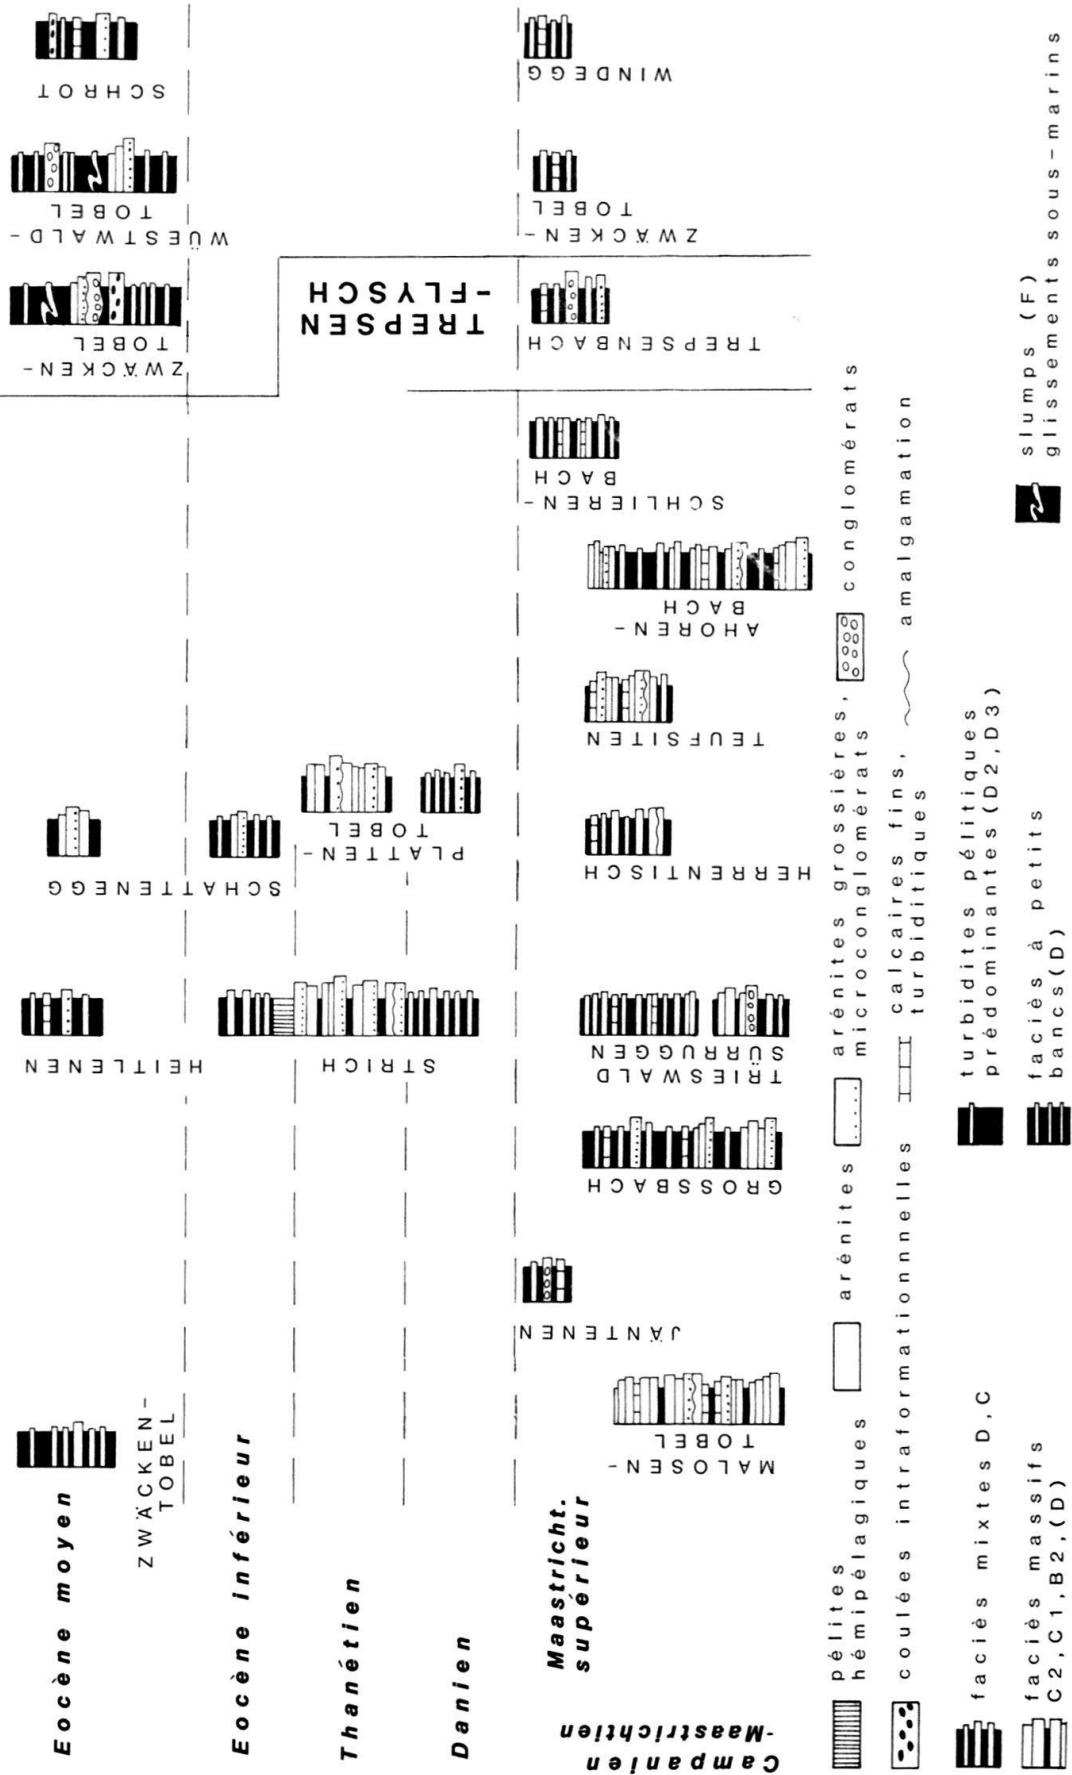 Eocène moyen
ZWÄCKEN-
TOBEL
HEITLENEN
SCHATTENEGG
ZWÄCKEN-
TOBEL
WÜESTWALD-
TOBEL
SCHROT
Eocène inférieur
Thanétien
STRICH
PLATTEN-
TOBEL
TREPSEN
-FLYSCH
Danien
Maastricht.
supérieur
JÄNTENEN
SCHLIEREN-
BACH
TREPSENBACH
ZWÄCKEN-
TOBEL
WINDEGG
Campanien
-Maastrichtien
MALOSEN-
TOBEL
GROSSBACH
TRIESWALD
SÜRRUGGEN
HERRENTISCH
TEUFSITEN
AHOREN-
BACH
pélites
hémipélagiques
arénites
arénites grossières,
microconglomérats
conglomérats
coulées intraformationnnelles
calcaires fins,
turbiditiques
amalgamation
faciès mixtes D,C
turbidites pélitiques
prédominantes(D2,D3)
faciès massifs
C2,C1,B2,(D)
faciès à petits
bancs(D)
slumps (F)
glissements sous-marins